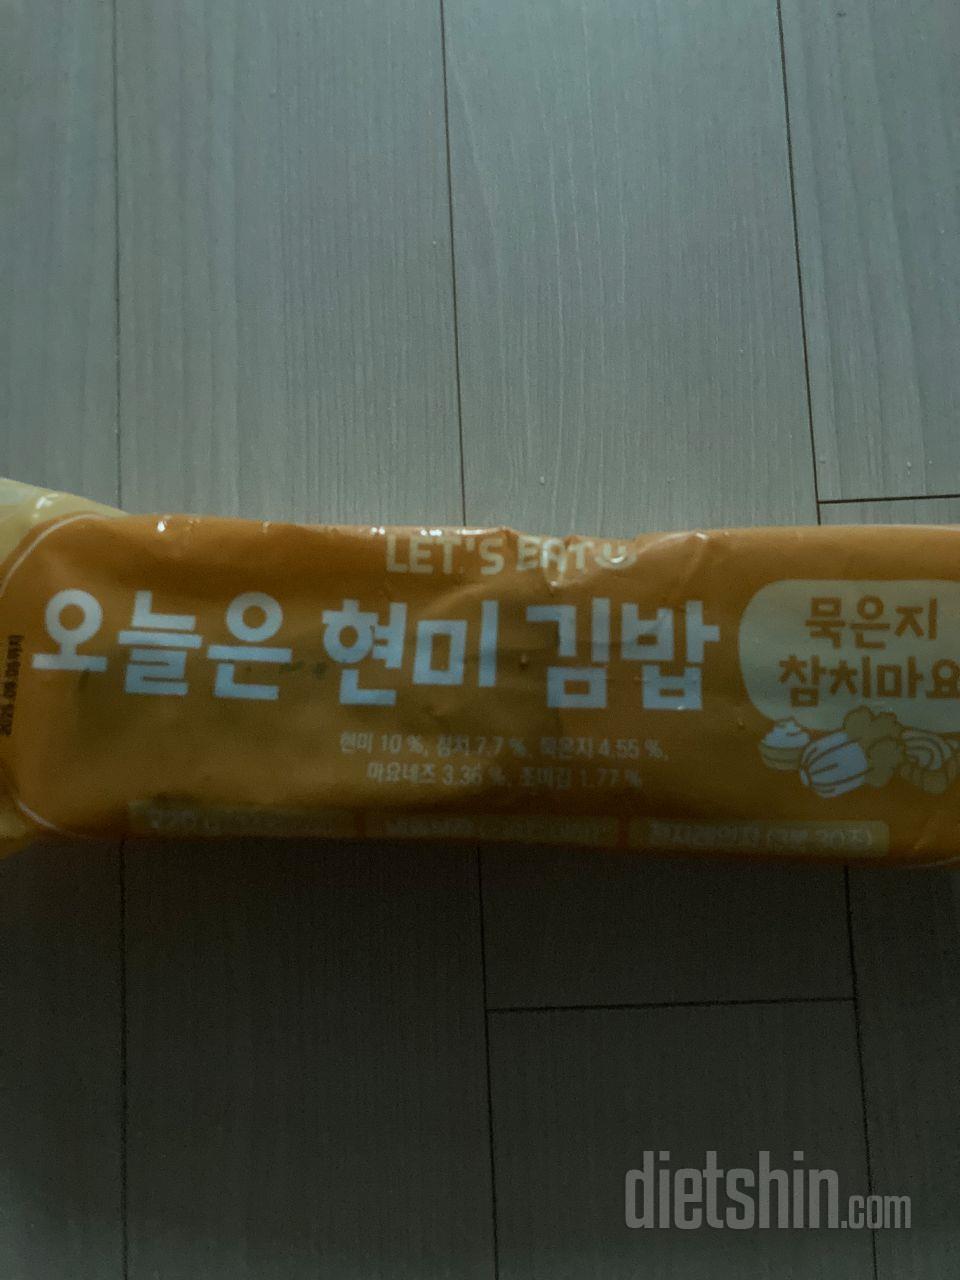 LET'S EAT
오늘은 현미 김밥
묵은지
참치마요
현미 10 %, 참치 7.7 %, 묵은지 4.55 %,
마요네즈 3.36 %, 조미김 1.77 %
dietshin.com